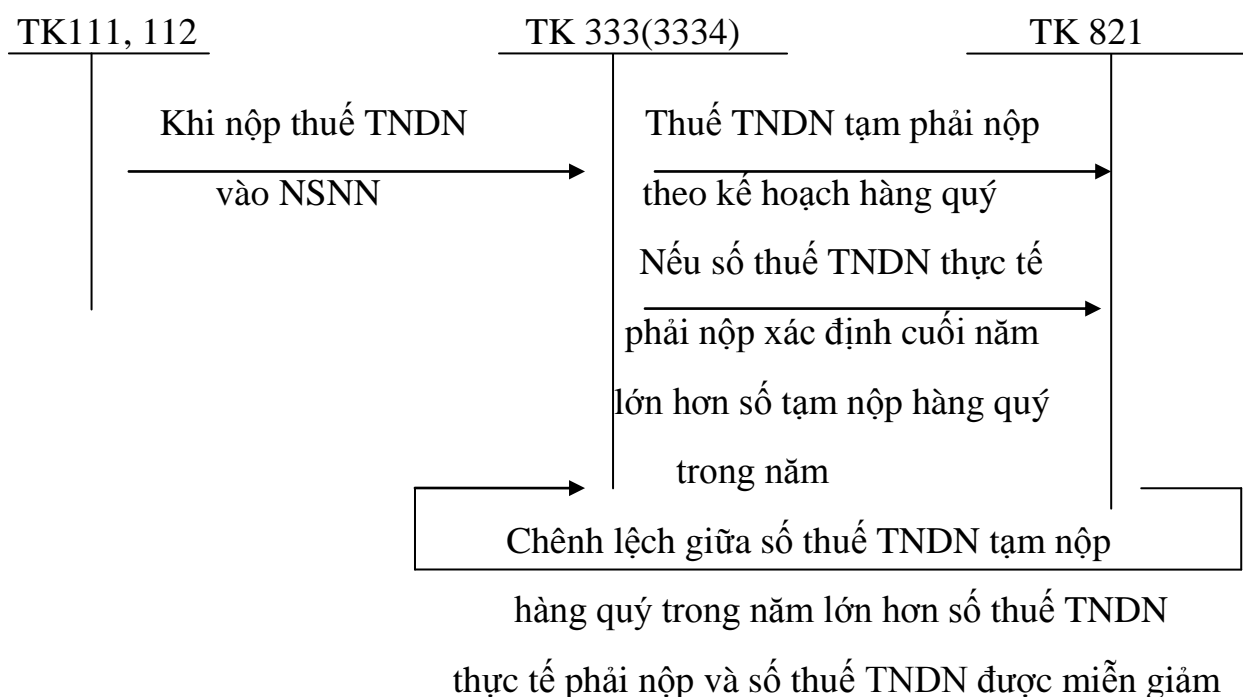 TK111, 112 TK 333(3334) TK 821
Khi nộp thuế TNDN Thuế TNDN tạm phải nộp
vào NSNN theo kế hoạch hàng quý
Nếu số thuế TNDN thực tế
phải nộp xác định cuối năm
lớn hơn số tạm nộp hàng quý
trong năm
Chênh lệch giữa số thuế TNDN tạm nộp
hàng quý trong năm lớn hơn số thuế TNDN
thực tế phải nộp và số thuế TNDN được miễn giảm